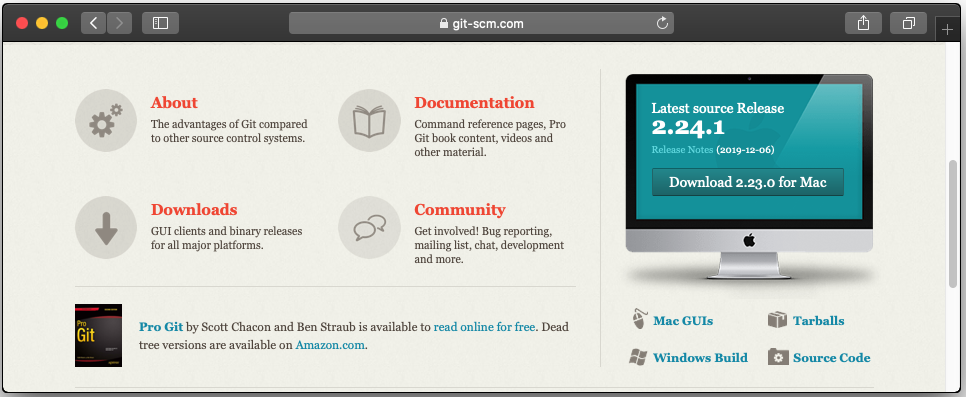 git-scm.com
About
The advantages of Git compared
to other source control systems.
Documentation
Command reference pages, Pro
Git book content, videos and
other material.
Downloads
GUI clients and binary releases
for all major platforms.
Community
Get involved! Bug reporting,
mailing list, chat, development
and more.
Pro
Git
Pro Git by Scott Chacon and Ben Straub is available to read online for free. Dead
tree versions are available on Amazon.com.
Latest source Release
2.24.1
Release Notes (2019-12-06)
Download 2.23.0 for Mac
Mac GUIs
Tarballs
Windows Build
Source Code